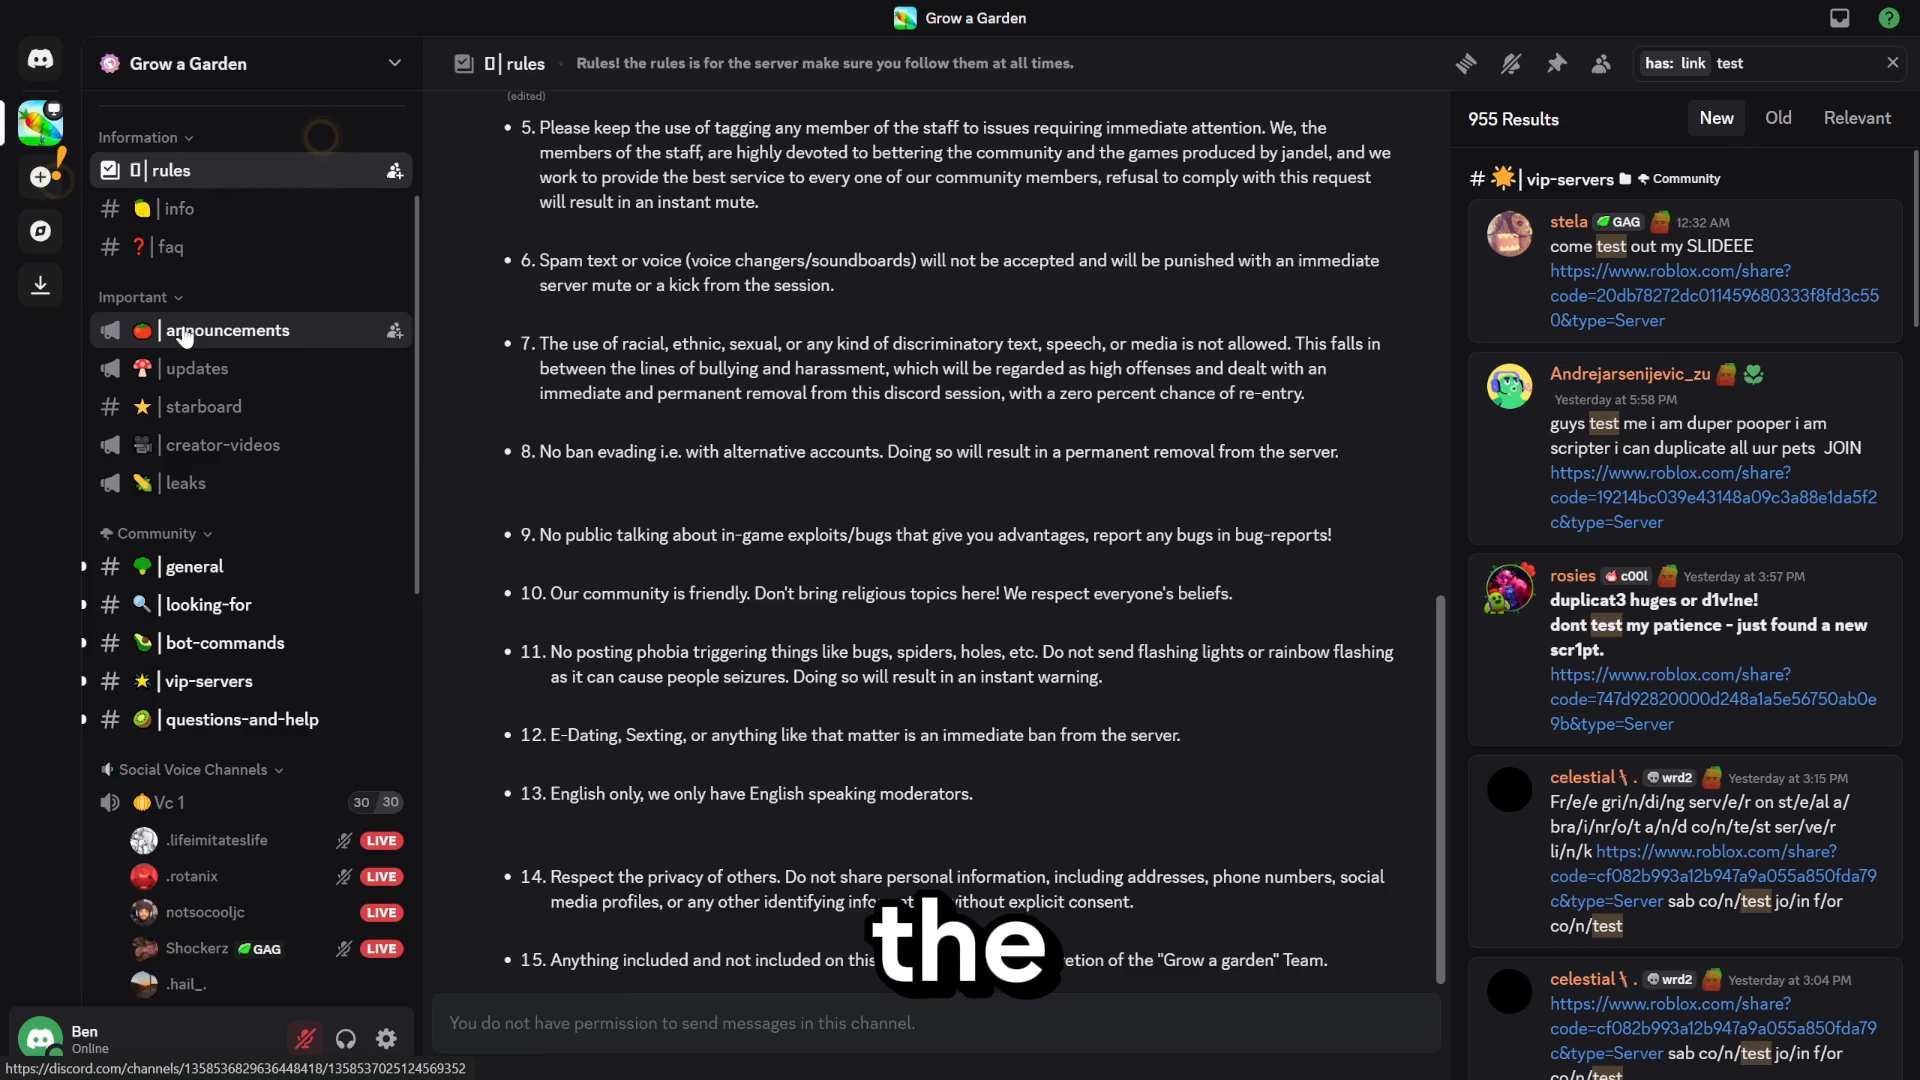 Grow a Garden
Grow a Garden
Information
rules
info
faq
Important
announcements
updates
starboard
creator-videos
leaks
Community
general
looking-for
bot-commands
vip-servers
questions-and-help
Social Voice Channels
Vc 1
30 30
.lifeimitateslife LIVE
.rotanix LIVE
notsocooljc LIVE
Shockerz GAG LIVE
.hail_.
Ben
Online
https://discord.com/channels/1358536829636448418/1358537025124569352
rules Rules! the rules is for the server make sure you follow them at all times.
(edited)
• 5. Please keep the use of tagging any member of the staff to issues requiring immediate attention. We, the
members of the staff, are highly devoted to bettering the community and the games produced by jandel, and we
work to provide the best service to every one of our community members, refusal to comply with this request
will result in an instant mute.
• 6. Spam text or voice (voice changers/soundboards) will not be accepted and will be punished with an immediate
server mute or a kick from the session.
• 7. The use of racial, ethnic, sexual, or any kind of discriminatory text, speech, or media is not allowed. This falls in
between the lines of bullying and harassment, which will be regarded as high offenses and dealt with an
immediate and permanent removal from this discord session, with a zero percent chance of re-entry.
• 8. No ban evading i.e. with alternative accounts. Doing so will result in a permanent removal from the server.
• 9. No public talking about in-game exploits/bugs that give you advantages, report any bugs in bug-reports!
• 10. Our community is friendly. Don't bring religious topics here! We respect everyone's beliefs.
• 11. No posting phobia triggering things like bugs, spiders, holes, etc. Do not send flashing lights or rainbow flashing
as it can cause people seizures. Doing so will result in an instant warning.
• 12. E-Dating, Sexting, or anything like that matter is an immediate ban from the server.
• 13. English only, we only have English speaking moderators.
• 14. Respect the privacy of others. Do not share personal information, including addresses, phone numbers, social
media profiles, or any other identifying without explicit consent.
• 15. Anything included and not included on this "Grow a garden" Team.
the
You do not have permission to send messages in this channel.
has: link test
955 Results New Old Relevant
# vip-servers Community
stela GAG 12:32 AM
come test out my SLIDEEE
https://www.roblox.com/share?
code=20db78272dc011459680333f8fd3c55
0&type=Server
Andrejarsenijevic_zu
Yesterday at 5:58 PM
guys test me i am duper pooper i am
scripter i can duplicate all uur pets JOIN
https://www.roblox.com/share?
code=19214bc039e43148a09c3a88e1da5f2
c&type=Server
rosies c00l Yesterday at 3:57 PM
duplicat3 huges or d1v!ne!
dont test my patience - just found a new
scr1pt.
https://www.roblox.com/share?
code=747d92820000d248a1a5e56750ab0e
9b&type=Server
celestial . wrd2 Yesterday at 3:15 PM
Fr/e/e gri/n/di/ng serv/e/r on st/e/al a/
bra/i/nr/o/t a/n/d co/n/te/st ser/ve/r
li/n/k https://www.roblox.com/share?
code=cf082b993a12b947a9a055a850fda79
c&type=Server sab co/n/test jo/in f/or
co/n/test
celestial . wrd2 Yesterday at 3:04 PM
https://www.roblox.com/share?
code=cf082b993a12b947a9a055a850fda79
c&type=Server sab co/n/test jo/in f/or
co/n/test